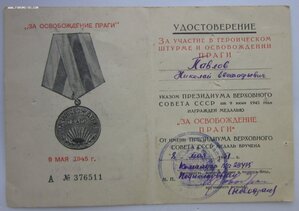 "ЗА ОСВОБОЖДЕНИЕ ПРАГИ"
9 МАЯ 1945 г.
А № 376511
УДОСТОВЕРЕНИЕ
ЗА УЧАСТИЕ В ГЕРОИЧЕСКОМ
ШТУРМЕ И ОСВОБОЖДЕНИИ
ПРАГИ
Павлов
Николай
УКАЗОМ ПРЕЗИДИУМА ВЕРХОВНОГО
СОВЕТА СССР от 9 июня 1945 года
НАГРАЖДЕН МЕДАЛЬЮ
"ЗА ОСВОБОЖДЕНИЕ
ПРАГИ"
ОТ ИМЕНИ ПРЕЗИДИУМА ВЕРХОВНОГО
СОВЕТА СССР МЕДАЛЬ ВРУЧЕНА
мая
Командир
М. П.